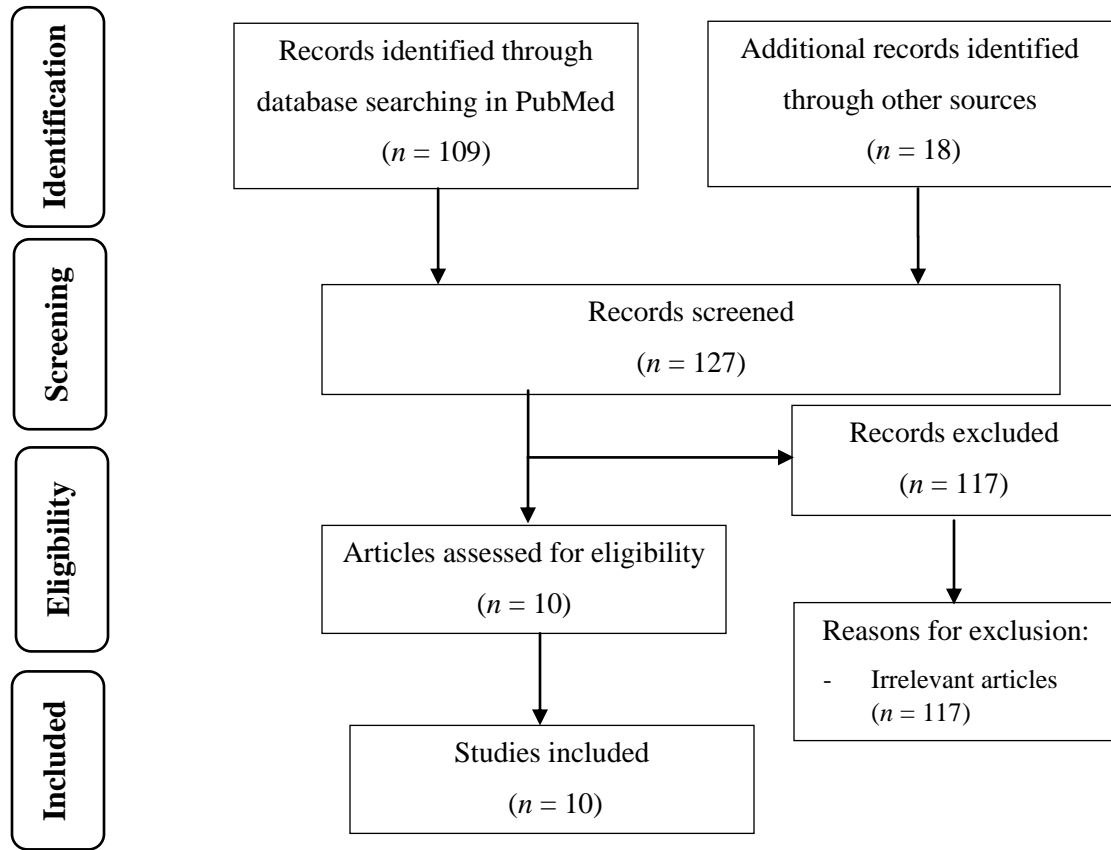 Identification
Records identified through
database searching in PubMed
(n = 109)
Additional records identified
through other sources
(n = 18)
Screening
Records screened
(n = 127)
Records excluded
(n = 117)
Eligibility
Articles assessed for eligibility
(n = 10)
Reasons for exclusion:
- Irrelevant articles
(n = 117)
Included
Studies included
(n = 10)